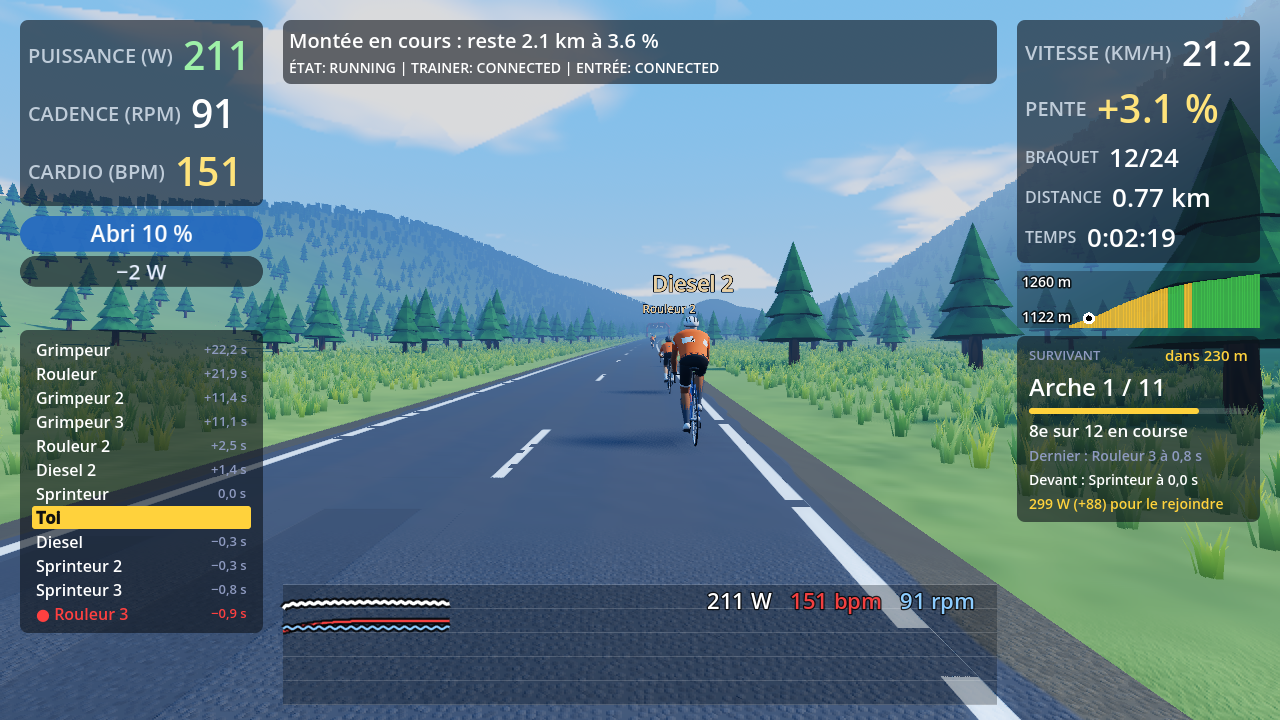 PUISSANCE (W) 211
CADENCE (RPM) 91
CARDIO (BPM) 151
Abri 10 %
−2 W
Grimpeur +22,2 s
Rouleur +21,9 s
Grimpeur 2 +11,4 s
Grimpeur 3 +11,1 s
Rouleur 2 +2,5 s
Diesel 2 +1,4 s
Sprinteur 0,0 s
Toi
Diesel −0,3 s
Sprinteur 2 −0,3 s
Sprinteur 3 −0,8 s
Rouleur 3 −0,9 s
Montée en cours : reste 2.1 km à 3.6 %
ÉTAT: RUNNING | TRAINER: CONNECTED | ENTRÉE: CONNECTED
Diesel 2
Rouleur 2
211 W 151 bpm 91 rpm
VITESSE (KM/H) 21.2
PENTE +3.1 %
BRAQUET 12/24
DISTANCE 0.77 km
TEMPS 0:02:19
1260 m
1122 m
SURVIVANT dans 230 m
Arche 1 / 11
8e sur 12 en course
Dernier : Rouleur 3 à 0,8 s
Devant : Sprinteur à 0,0 s
299 W (+88) pour le rejoindre